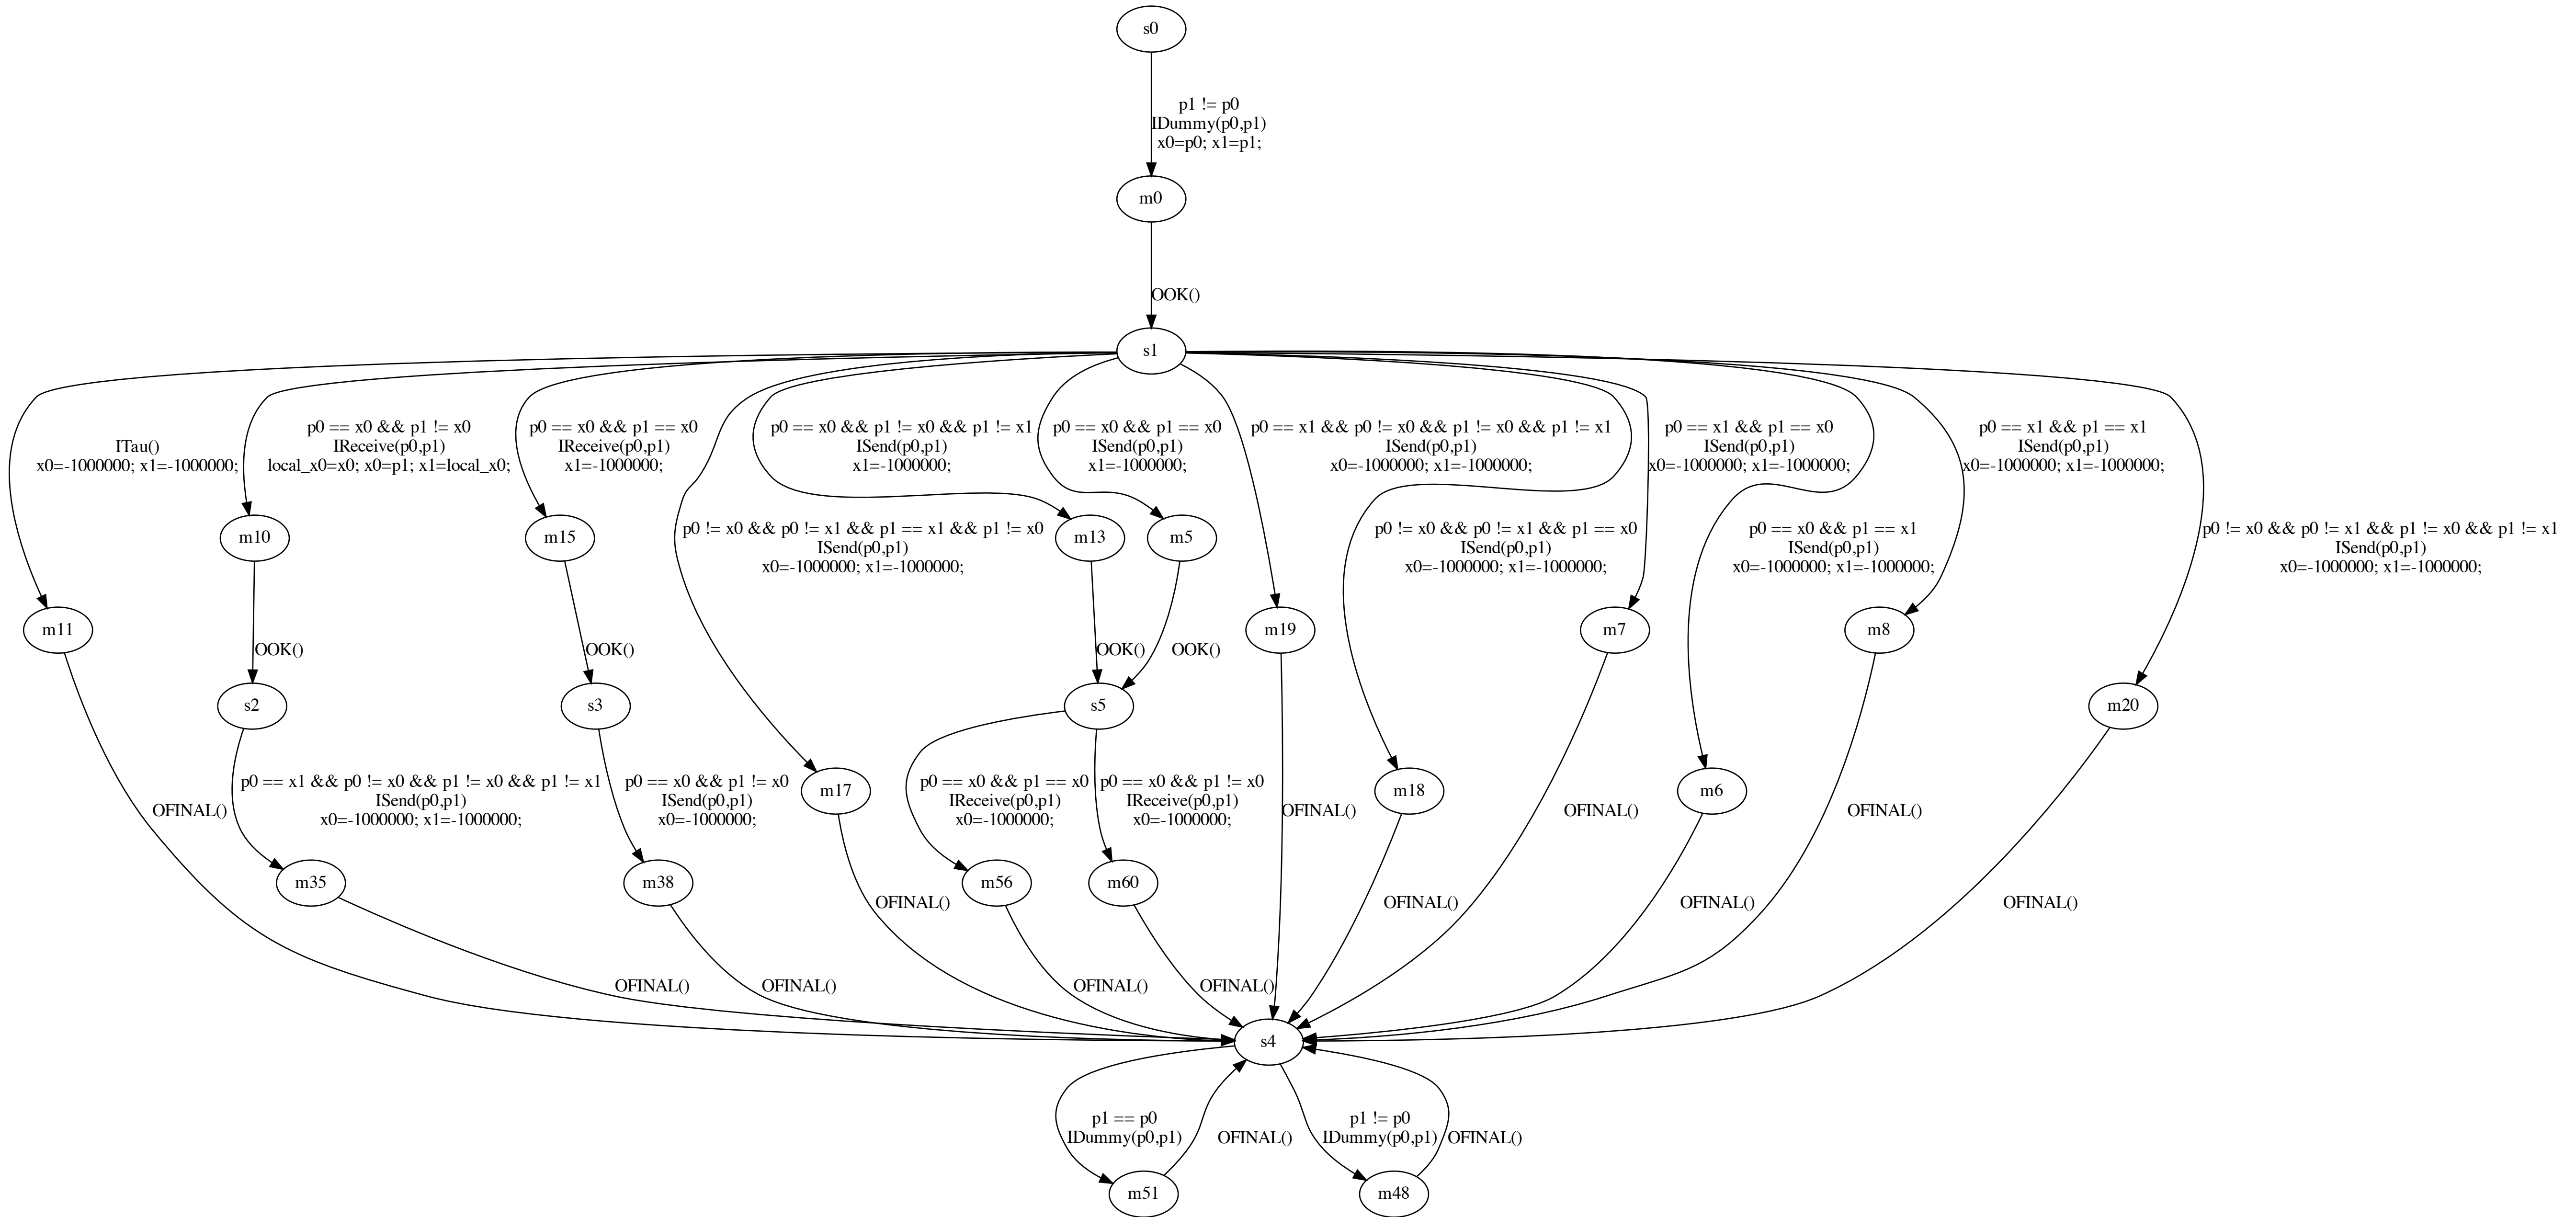 s0
p1 != p0
IDummy(p0,p1)
x0=p0; x1=p1;
m0
OOK()
s1
ITau()
x0=-1000000; x1=-1000000;
p0 == x0 && p1 != x0
IReceive(p0,p1)
local_x0=x0; x0=p1; x1=local_x0;
p0 == x0 && p1 == x0
IReceive(p0,p1)
x1=-1000000;
p0 == x0 && p1 != x0 && p1 != x1
ISend(p0,p1)
x1=-1000000;
p0 == x0 && p1 == x0
ISend(p0,p1)
x1=-1000000;
p0 == x1 && p0 != x0 && p1 != x0 && p1 != x1
ISend(p0,p1)
x0=-1000000; x1=-1000000;
p0 == x1 && p1 == x0
ISend(p0,p1)
x0=-1000000; x1=-1000000;
p0 == x1 && p1 == x1
ISend(p0,p1)
x0=-1000000; x1=-1000000;
m10
m15
p0 != x0 && p0 != x1 && p1 == x1 && p1 != x0
ISend(p0,p1)
x0=-1000000; x1=-1000000;
m13
m5
p0 != x0 && p0 != x1 && p1 == x0
ISend(p0,p1)
x0=-1000000; x1=-1000000;
p0 == x0 && p1 == x1
ISend(p0,p1)
x0=-1000000; x1=-1000000;
p0 != x0 && p0 != x1 && p1 != x0 && p1 != x1
ISend(p0,p1)
x0=-1000000; x1=-1000000;
m11
m19
m7
m8
OOK()
OOK()
OOK()
OOK()
s2
s3
s5
m20
OFINAL()
p0 == x1 && p0 != x0 && p1 != x0 && p1 != x1
ISend(p0,p1)
x0=-1000000; x1=-1000000;
p0 == x0 && p1 != x0
ISend(p0,p1)
x0=-1000000;
m17
p0 == x0 && p1 == x0
IReceive(p0,p1)
x0=-1000000;
p0 == x0 && p1 != x0
IReceive(p0,p1)
x0=-1000000;
OFINAL()
m18
OFINAL()
m6
OFINAL()
m35
m38
OFINAL()
m56
m60
OFINAL()
OFINAL()
OFINAL()
OFINAL()
OFINAL()
OFINAL()
OFINAL()
s4
p1 == p0
IDummy(p0,p1)
OFINAL()
p1 != p0
IDummy(p0,p1)
OFINAL()
m51
m48